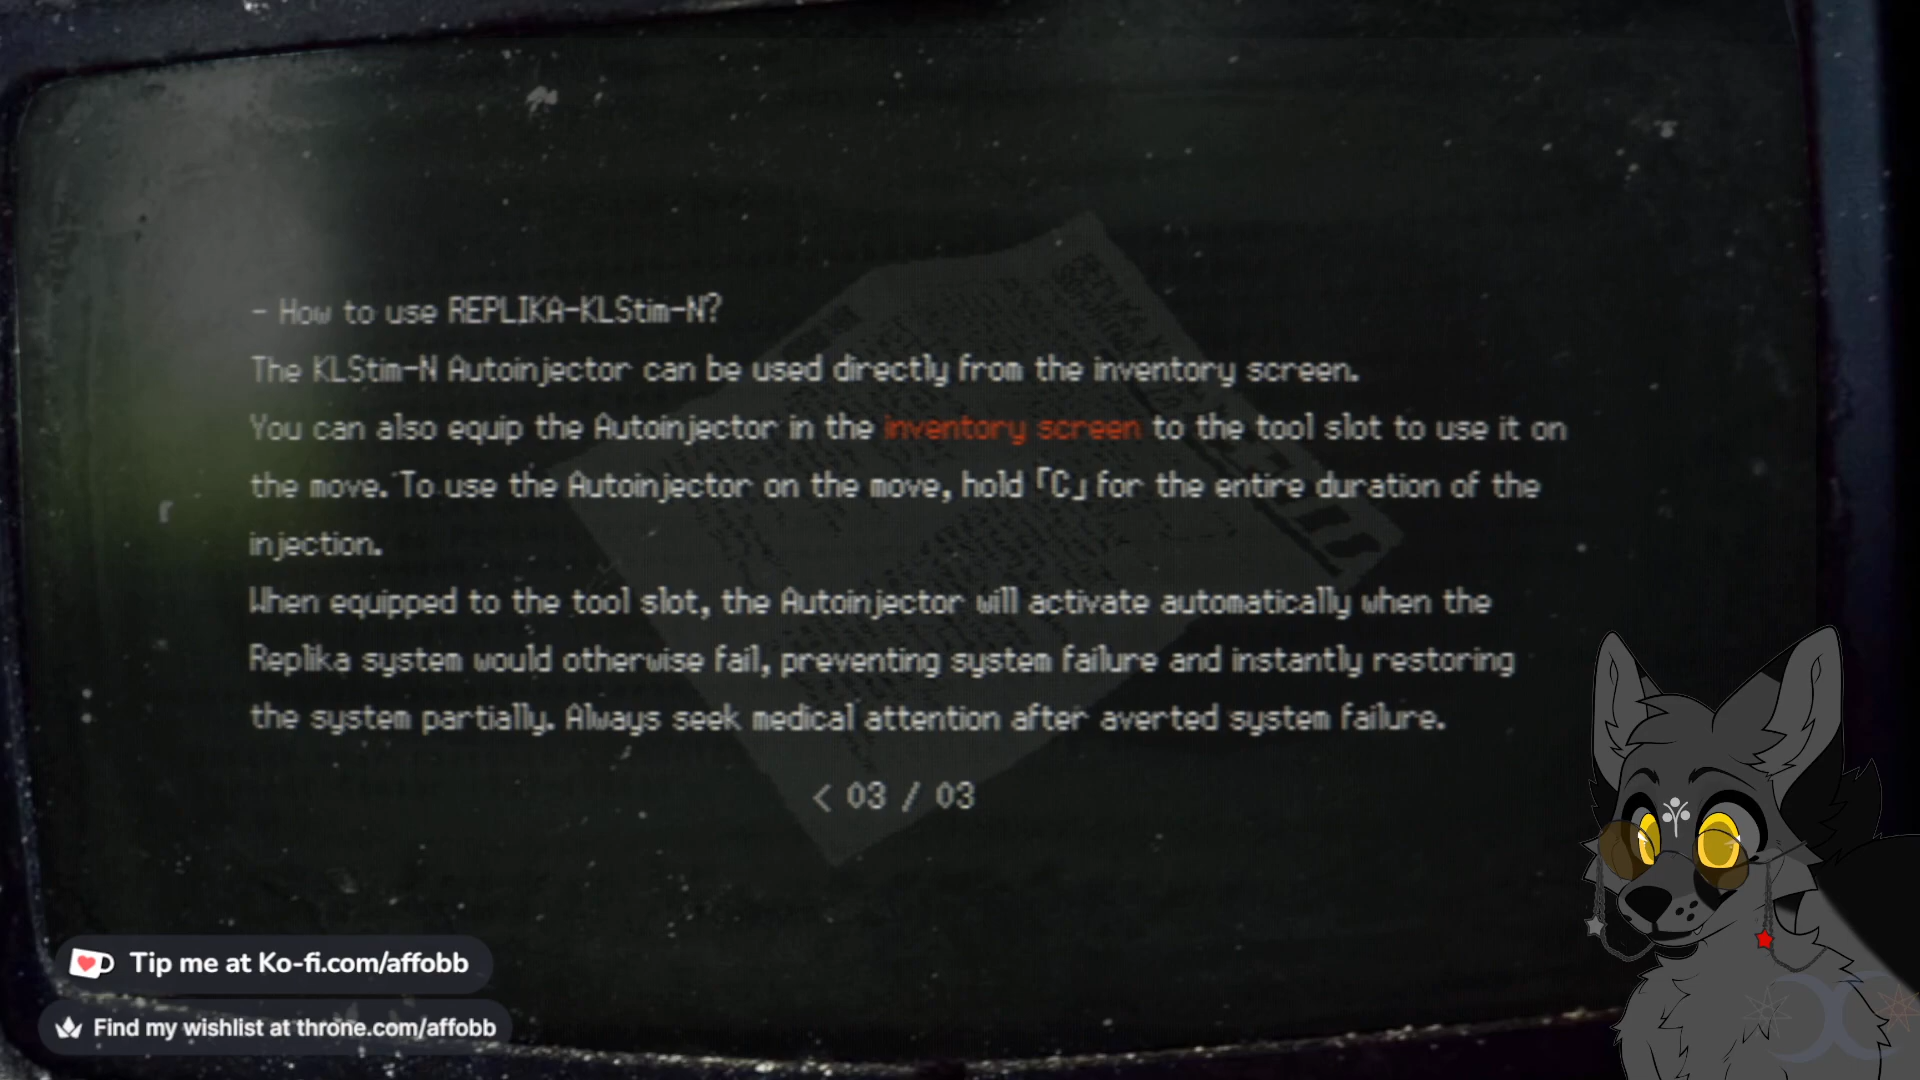 - How to use REPLIKA-KLStim-N?
The KLStim-N Autoinjector can be used directly from the inventory screen.
You can also equip the Autoinjector in the inventory screen to the tool slot to use it on
the move. To use the Autoinjector on the move, hold「C」for the entire duration of the
injection.
When equipped to the tool slot, the Autoinjector will activate automatically when the
Replika system would otherwise fail, preventing system failure and instantly restoring
the system partially. Always seek medical attention after averted system failure.
< 03 / 03
Tip me at Ko-fi.com/affobb
Find my wishlist at throne.com/affobb